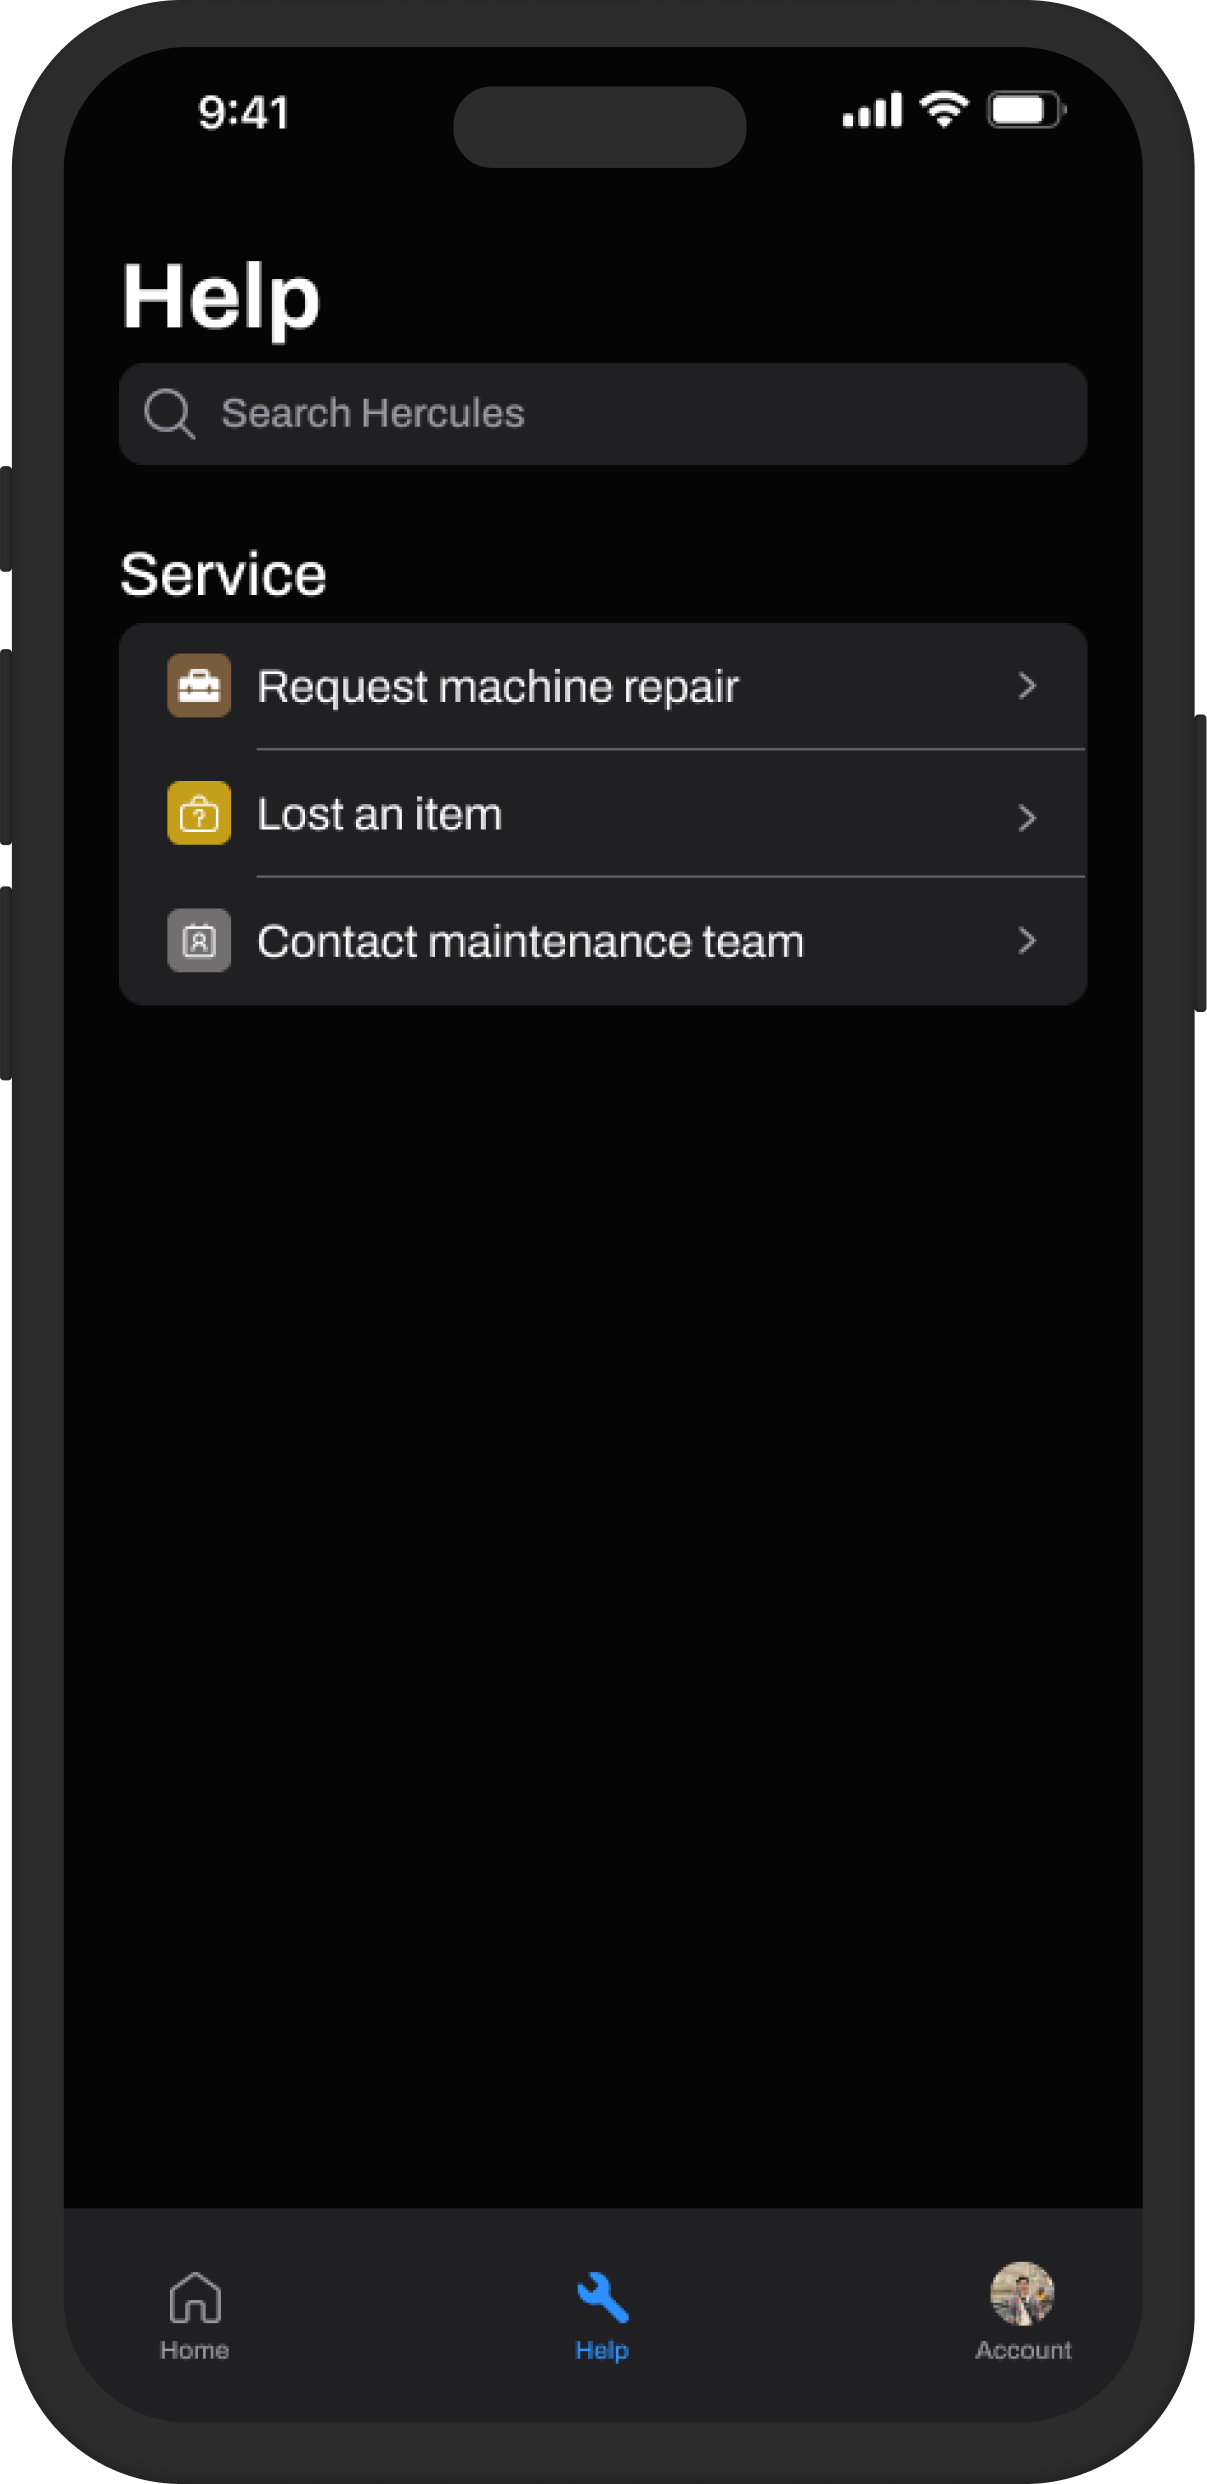 9:41
Help
Search Hercules
Service
Request machine repair
Lost an item
Contact maintenance team
Home
Help
Account